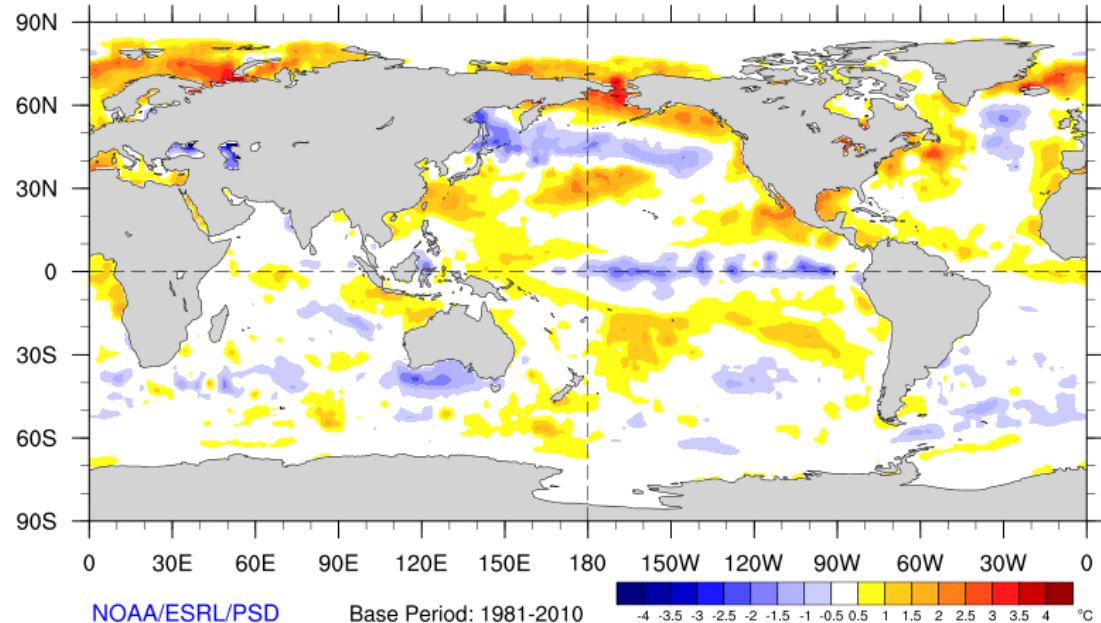 90N
60N
30N
0
30S
60S
90S
0 30E 60E 90E 120E 150E 180 150W 120W 90W 60W 30W 0
NOAA/ESRL/PSD Base Period: 1981-2010
-4 -3.5 -3 -2.5 -2 -1.5 -1 -0.5 0.5 1 1.5 2 2.5 3 3.5 4 °C